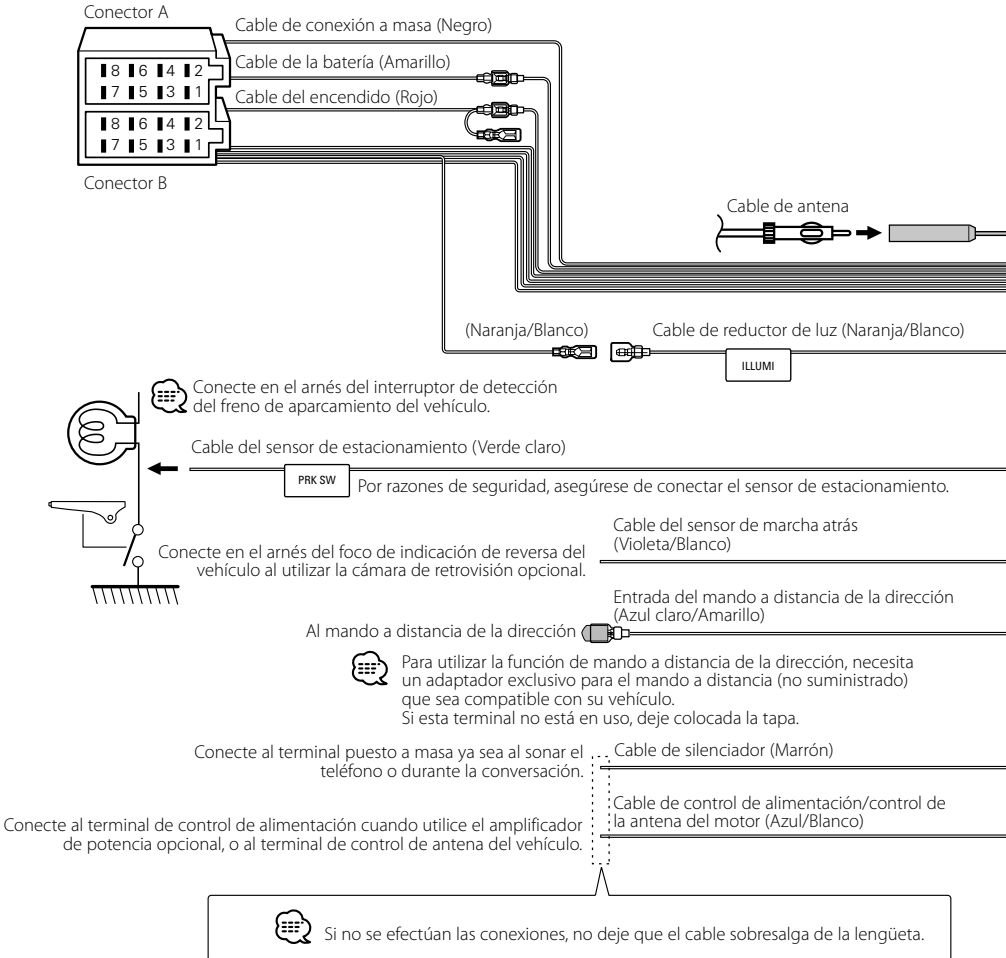 Conector A
Cable de conexión a masa (Negro)
Cable de la batería (Amarillo)
Cable del encendido (Rojo)
8 6 4 2
7 5 3 1
8 6 4 2
7 5 3 1
Conector B
Cable de antena
(Naranja/Blanco)
Cable de reductor de luz (Naranja/Blanco)
ILLUMI
Conecte en el arnés del interruptor de detección
del freno de aparcamiento del vehículo.
Cable del sensor de estacionamiento (Verde claro)
PRK SW
Por razones de seguridad, asegúrese de conectar el sensor de estacionamiento.
Cable del sensor de marcha atrás
(Violeta/Blanco)
Conecte en el arnés del foco de indicación de reversa del
vehículo al utilizar la cámara de retrovisión opcional.
Entrada del mando a distancia de la dirección
(Azul claro/Amarillo)
Al mando a distancia de la dirección
Para utilizar la función de mando a distancia de la dirección, necesita
un adaptador exclusivo para el mando a distancia (no suministrado)
que sea compatible con su vehículo.
Si esta terminal no está en uso, deje colocada la tapa.
Conecte al terminal puesto a masa ya sea al sonar el
teléfono o durante la conversación.
Cable de silenciador (Marrón)
Cable de control de alimentación/control de
la antena del motor (Azul/Blanco)
Conecte al terminal de control de alimentación cuando utilice el amplificador
de potencia opcional, o al terminal de control de antena del vehículo.
Si no se efectúan las conexiones, no deje que el cable sobresalga de la lengüeta.